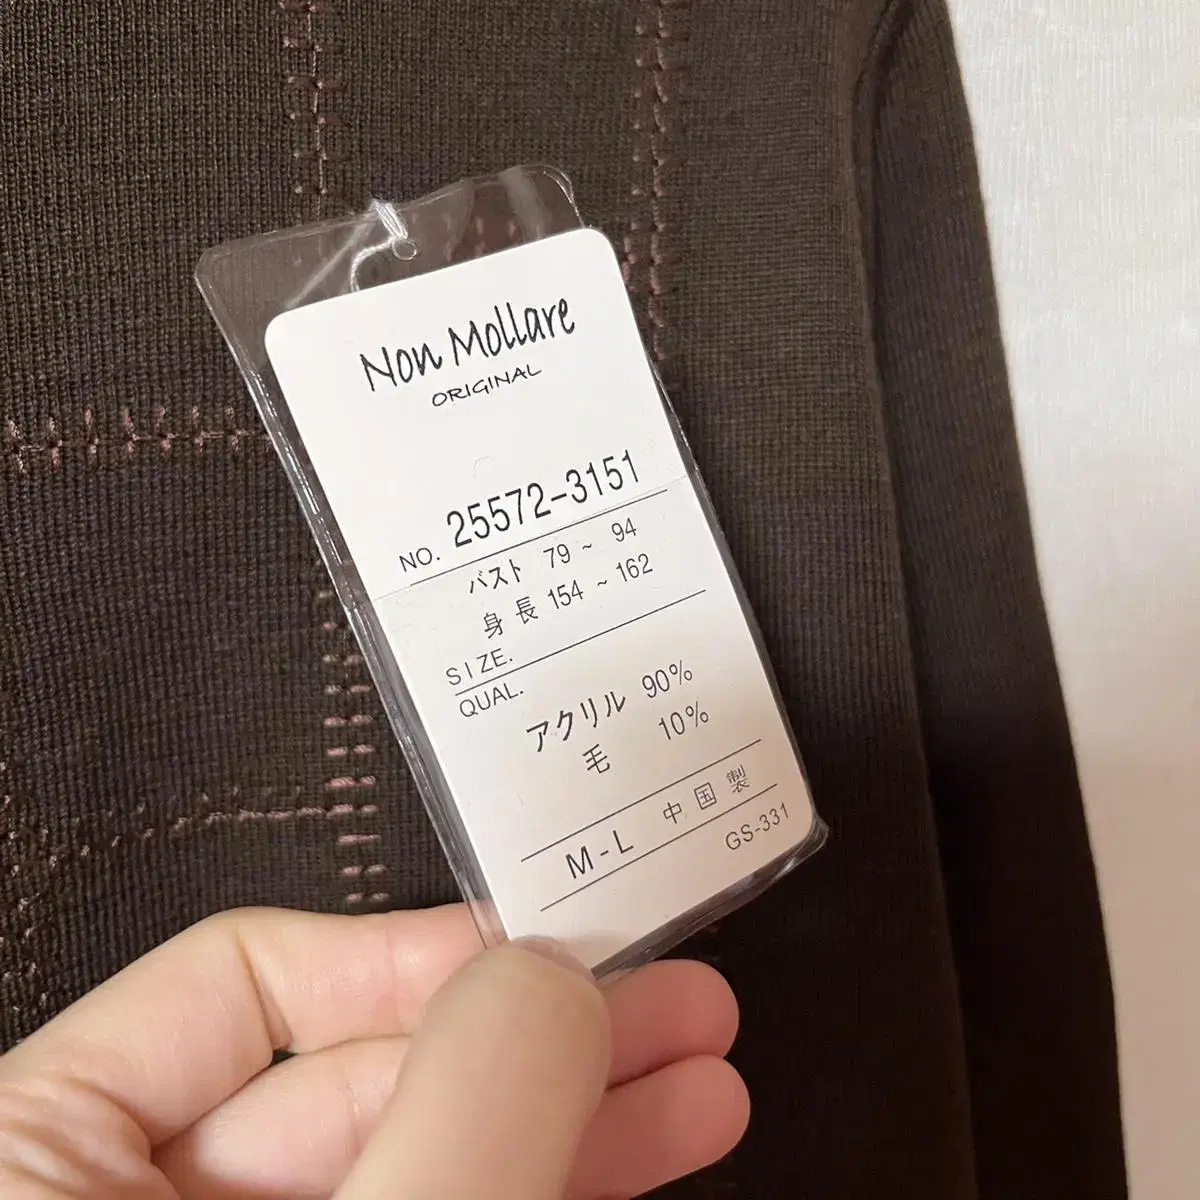 Non Mollare
ORIGINAL
NO. 25572-3151
バスト 79 ~ 94
身長 154 ~ 162
SIZE.
QUAL.
アクリル 90%
毛 10%
M-L 中国製
GS-331